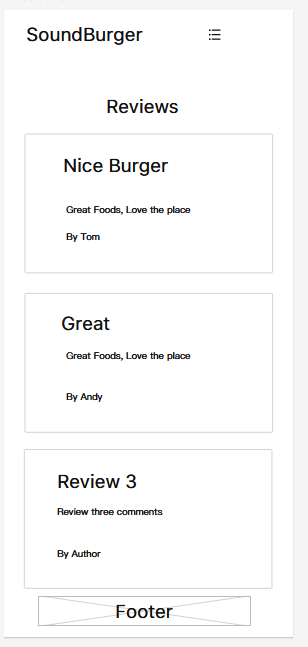 SoundBurger
Reviews
Nice Burger
Great Foods, Love the place
By Tom
Great
Great Foods, Love the place
By Andy
Review 3
Review three comments
By Author
Footer